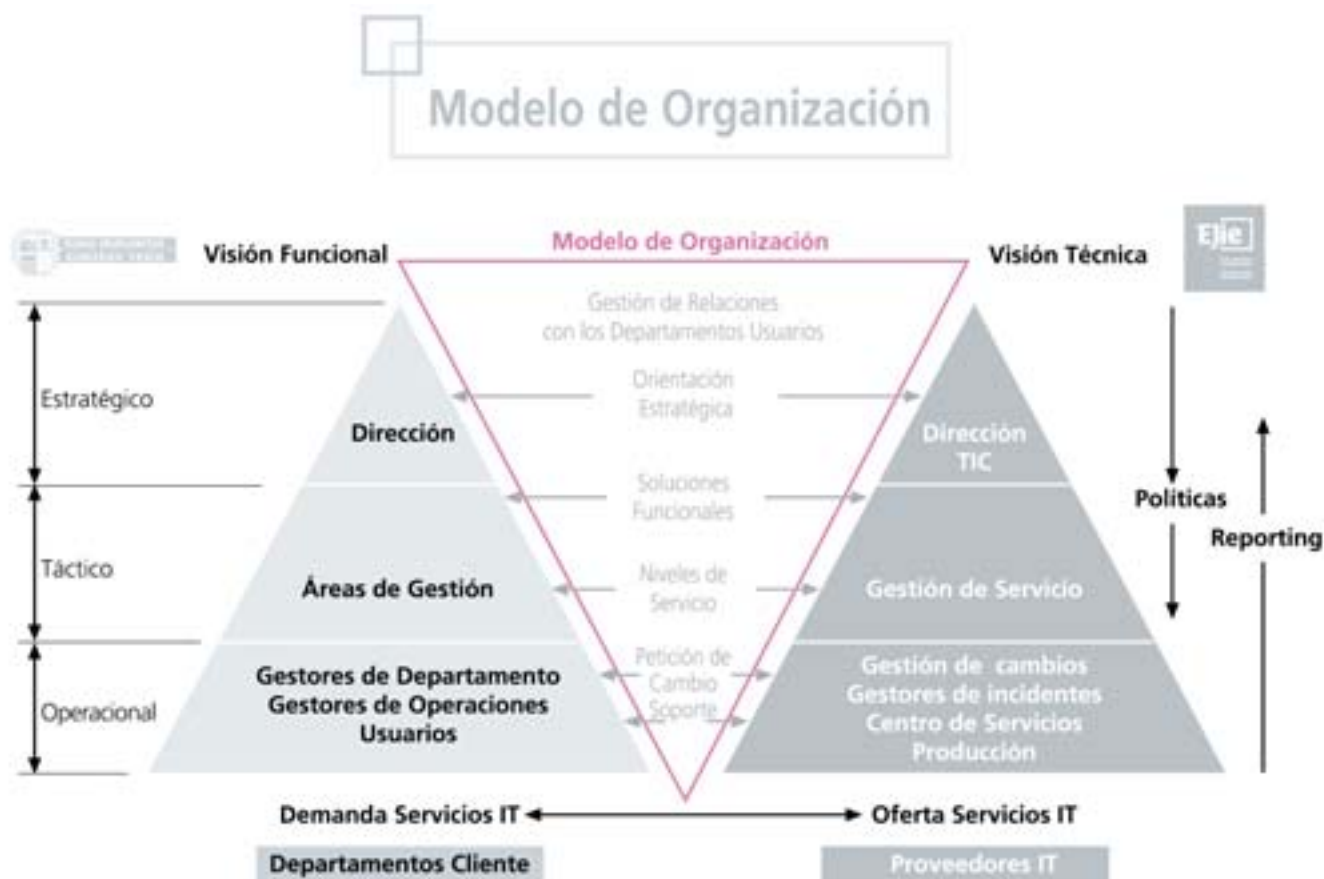 Modelo de Organización
Visión Funcional
Modelo de Organización
Visión Técnica
EJie
Gestión de Relaciones
con los Departamentos Usuarios
Estratégico
Orientación
Estratégica
Dirección
Dirección
TIC
Soluciones
Funcionales
Políticas
Reporting
Táctico
Áreas de Gestión
Niveles de
Servicio
Gestión de Servicio
Operacional
Gestores de Departamento
Gestores de Operaciones
Usuarios
Petición de
Cambio
Soporte
Gestión de cambios
Gestores de incidentes
Centro de Servicios
Producción
Demanda Servicios IT
Oferta Servicios IT
Departamentos Cliente
Proveedores IT